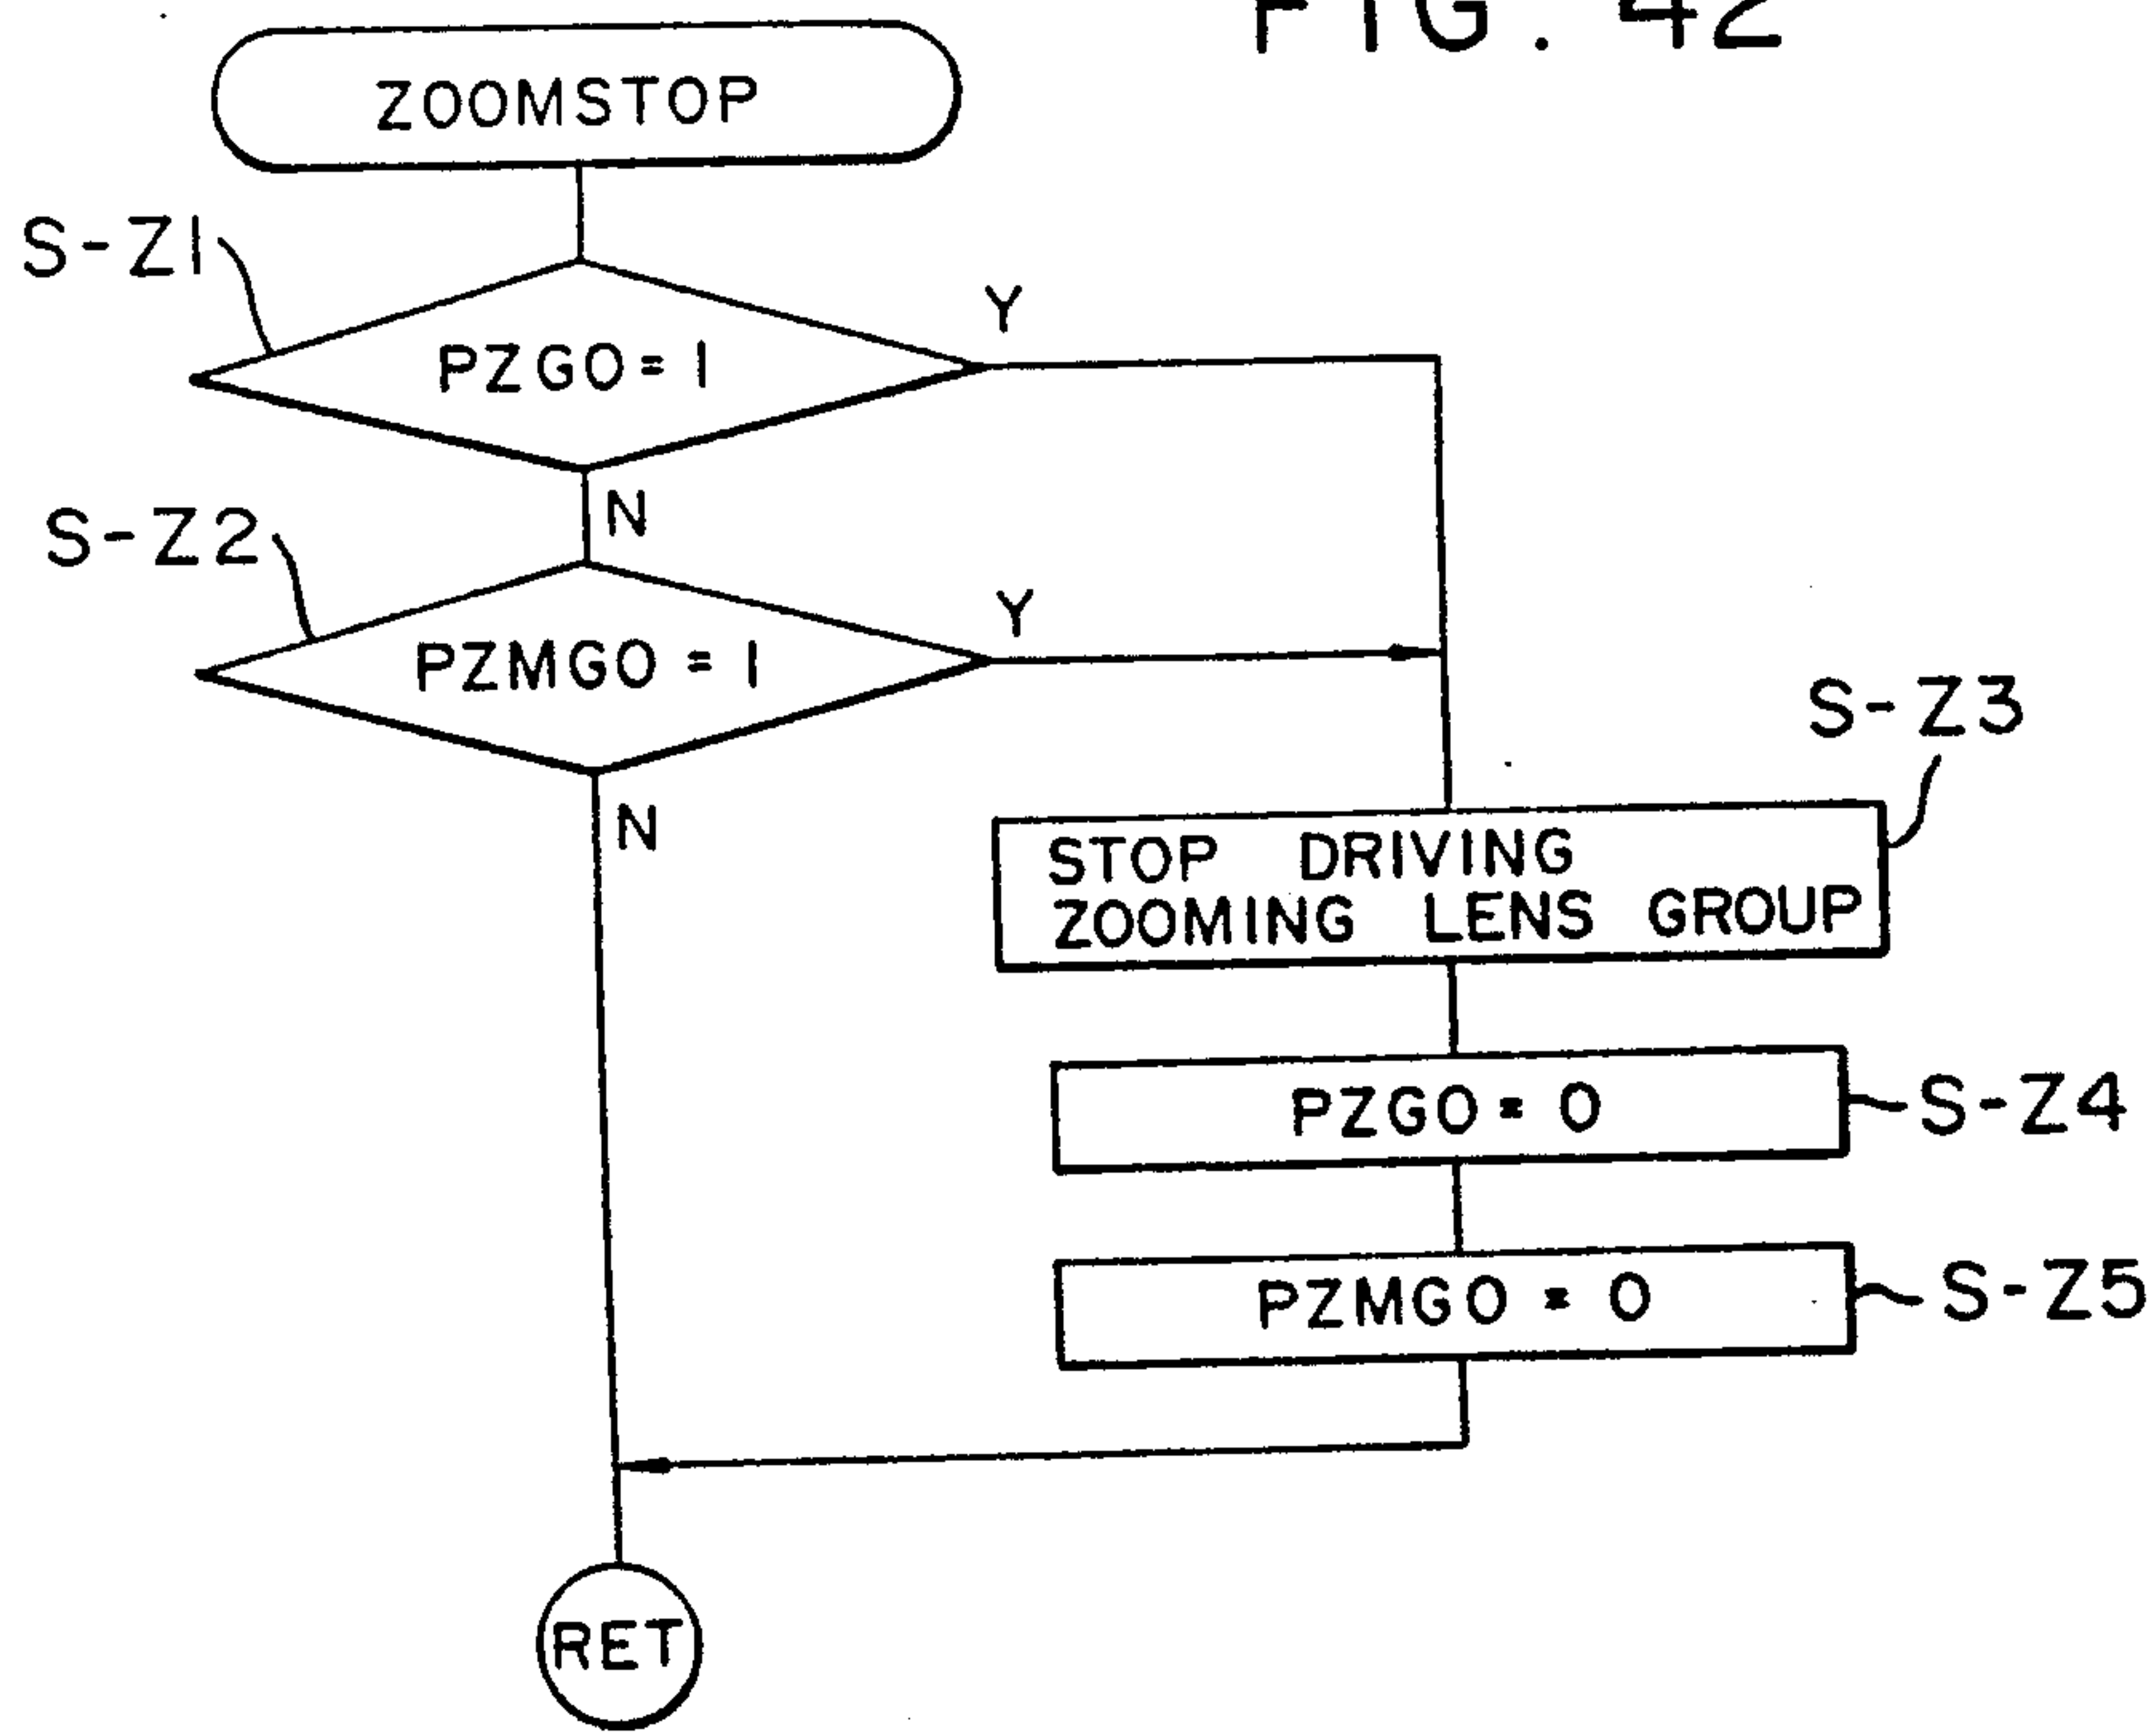 FIG. 42
ZOOMSTOP
S-Z1
PZGO=1
Y
N
S-Z2
PZMGO=1
Y
N
S-Z3
STOP DRIVING
ZOOMING LENS GROUP
PZGO=0
S-Z4
PZMGO=0
S-Z5
RET